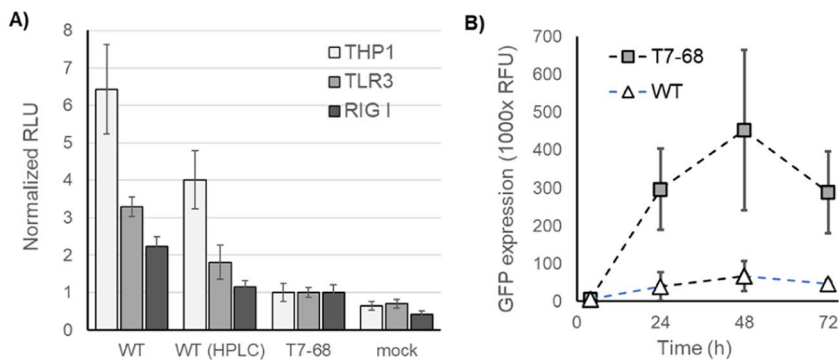 A)
Normalized RLU
8
7
6
5
4
3
2
1
0
THP1
TLR3
RIG I
WT
WT (HPLC)
T7-68
mock
B)
GFP expression (1000x RFU)
700
600
500
400
300
200
100
0
T7-68
WT
0
24
48
72
Time (h)